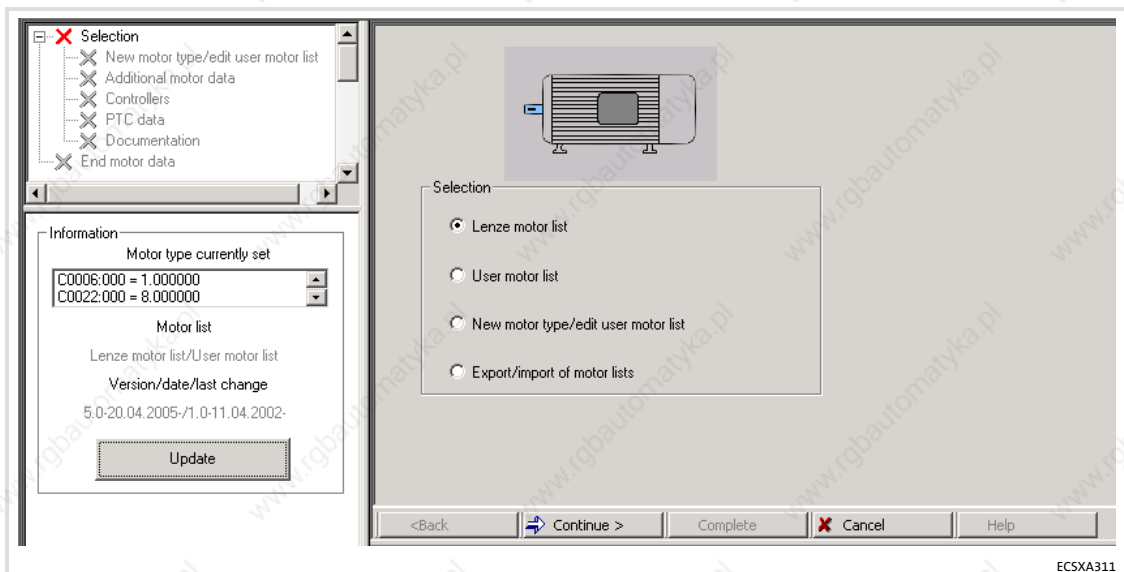 Selection
New motor type/edit user motor list
Additional motor data
Controllers
PTC data
Documentation
End motor data
Information
Motor type currently set
C0006:000 = 1.000000
C0022:000 = 8.000000
Motor list
Lenze motor list/User motor list
Version/date/last change
5.0-20.04.2005-/1.0-11.04.2002-
Update
Selection
Lenze motor list
User motor list
New motor type/edit user motor list
Export/import of motor lists
<Back
Continue >
Complete
Cancel
Help
ECSXA311
www.rgbautomatyka.pl